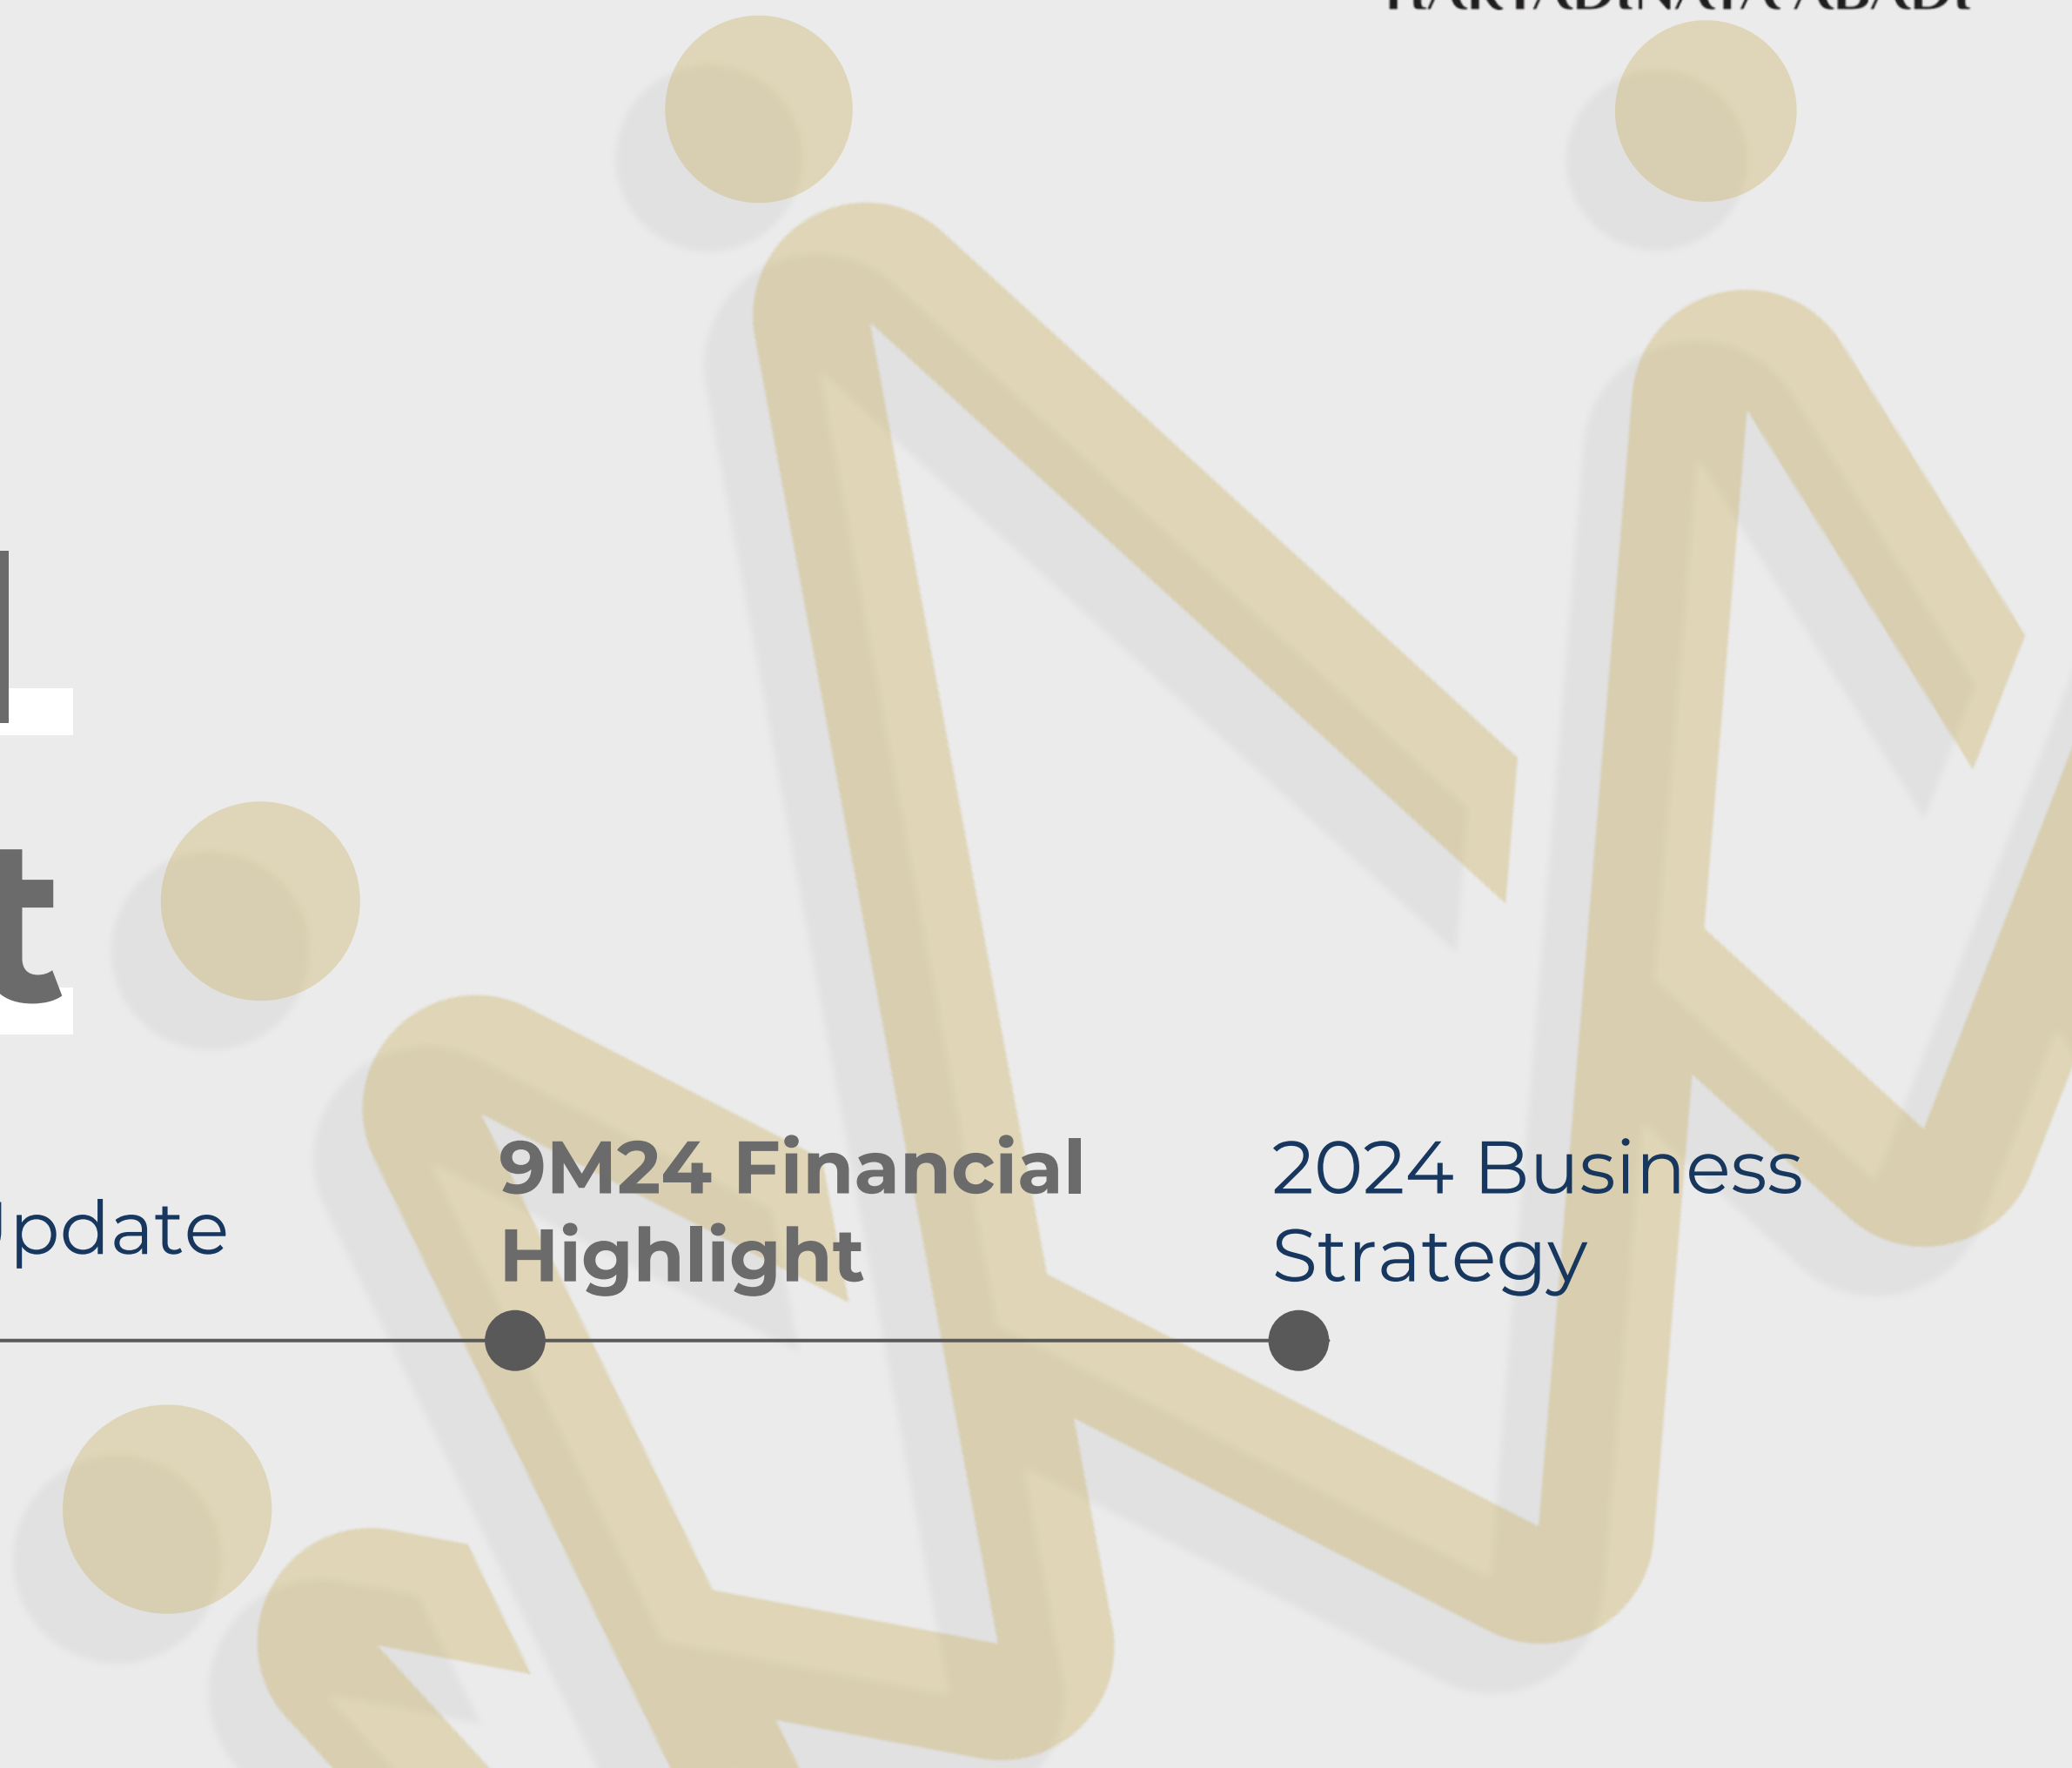 t
pdate
9M24 Financial
Highlight
2024 Business
Strategy